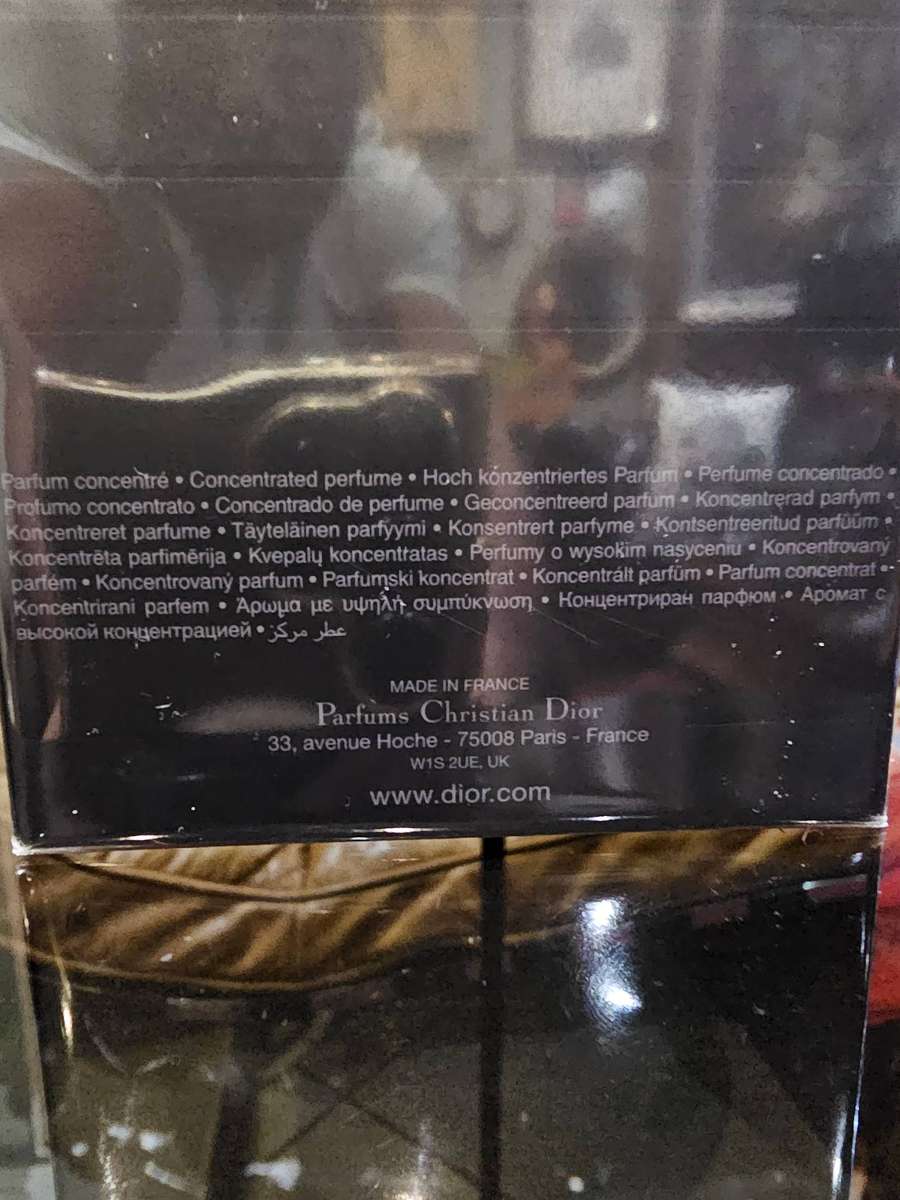 Parfum concentré • Concentrated perfume • Hoch konzentriertes Parfum • Perfume concentrado •
Profumo concentrato • Concentrado de perfume • Geconcentreerd parfum • Koncentrerad parfym •
Koncentreret parfume • Täyteläinen parfyymi • Konsentrert parfyme • Kontsentreeritud parfüüm •
Koncentrēta parfimērija • Kvepalų koncentratas • Perfumy o wysokim nasyceniu • Koncentrovaný
parfém • Koncentrovaný parfum • Parfumski koncentrat • Koncentrált parfüm • Parfum concentrat •
Koncentrirani parfem • Άρωμα με υψηλή συμπύκνωση • Концентриран парфюм • Аромат с
высокой концентрацией • عطر مركز
MADE IN FRANCE
Parfums Christian Dior
33, avenue Hoche - 75008 Paris - France
W1S 2UE, UK
www.dior.com